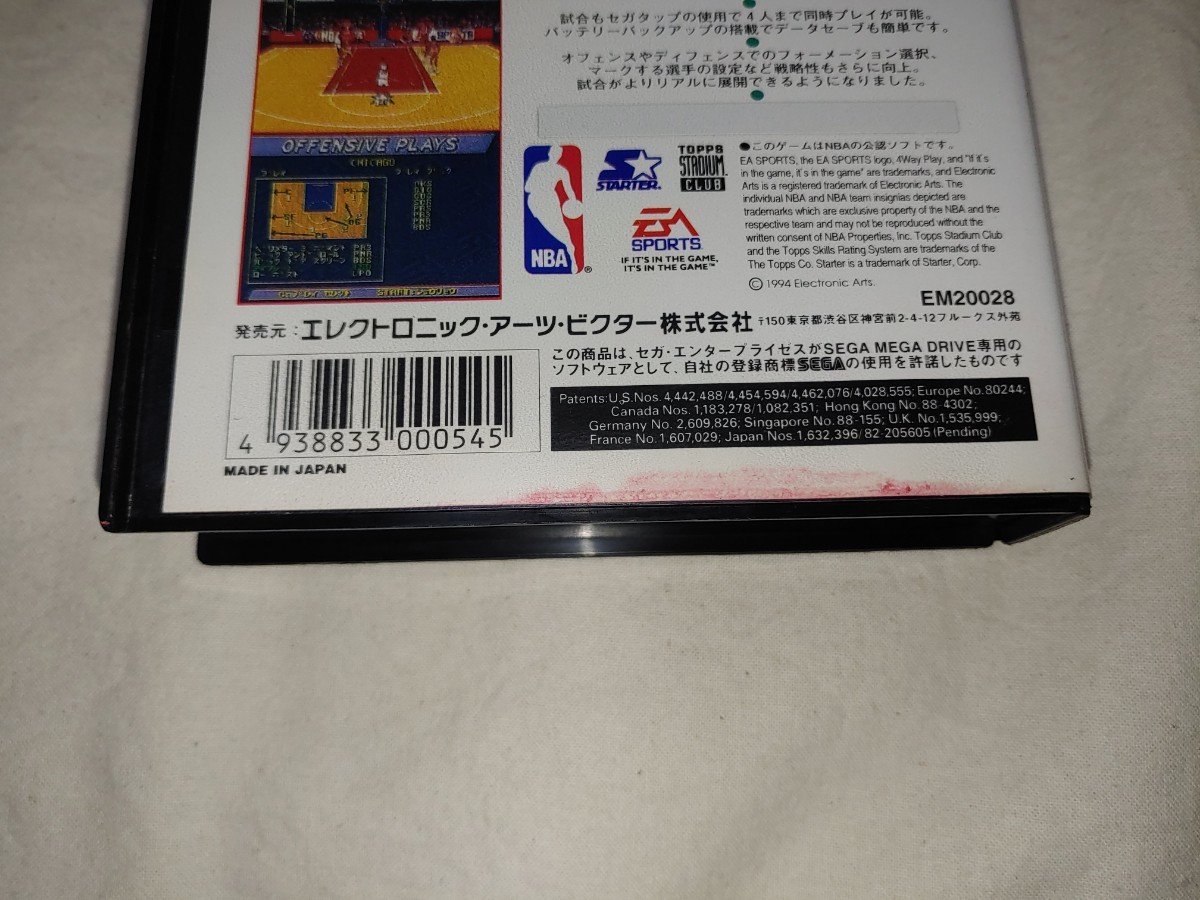 試合もセガタップの使用で4人まで同時プレイが可能。
バッテリーバックアップの搭載でデータセーブも簡単です。
オフェンスやディフェンスでのフォーメーション選択、
マークする選手の設定など戦略性もさらに向上。
試合がよりリアルに展開できるようになりました。
OFFENSIVE PLAYS
CHICAGO
NBA
®
STARTER
TOPPS
STADIUM
CLUB
EA
SPORTS
IF IT'S IN THE GAME,
IT'S IN THE GAME™
●このゲームはNBAの公認ソフトです。
EA SPORTS, the EA SPORTS logo, 4Way Play, and "If it's
in the game, it's in the game" are trademarks, and Electronic
Arts is a registered trademark of Electronic Arts. The
individual NBA and NBA team insignias depicted are
trademarks which are exclusive property of the NBA and the
respective team and may not be reproduced without the
written consent of NBA Properties, Inc. Topps Stadium Club
and the Topps Skills Rating System are trademarks of the
The Topps Co. Starter is a trademark of Starter, Corp.
© 1994 Electronic Arts.
EM20028
発売元：エレクトロニック・アーツ・ビクター株式会社 〒150東京都渋谷区神宮前2-4-12フルークス外苑
この商品は、セガ・エンタープライゼスがSEGA MEGA DRIVE専用の
ソフトウェアとして、自社の登録商標SEGAの使用を許諾したものです
Patents:U.S.Nos. 4,442,488/4,454,594/4,462,076/4,028,555; Europe No.80244;
Canada Nos. 1,183,278/1,082,351; Hong Kong No. 88-4302;
Germany No. 2,609,826; Singapore No. 88-155; U.K. No.1,535,999;
France No. 1,607,029; Japan Nos.1,632,396/82-205605 (Pending)
4 938833 000545
MADE IN JAPAN